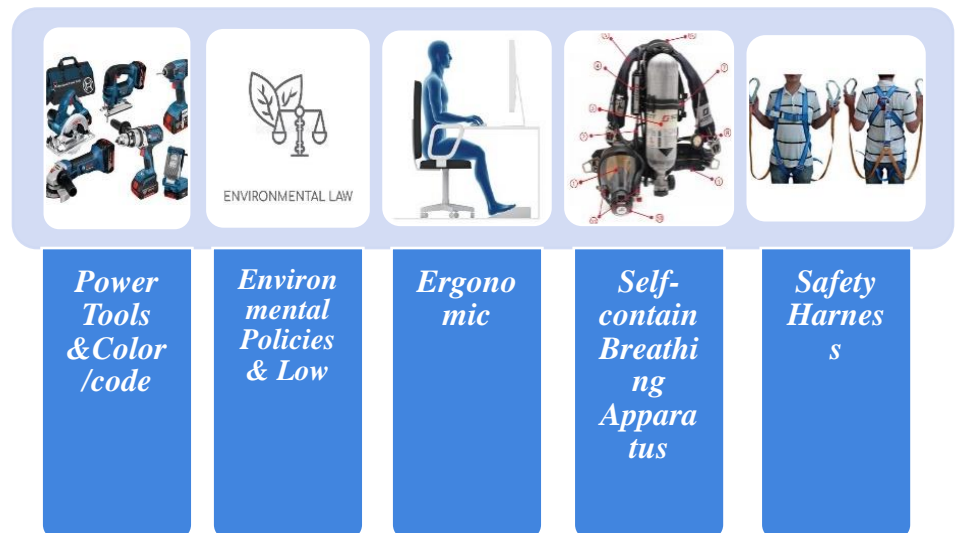 ENVIRONMENTAL LAW
Power
Tools
&Color
/code
Environ
mental
Policies
& Low
Ergono
mic
Self-
contain
Breathi
ng
Appara
tus
Safety
Harnes
s